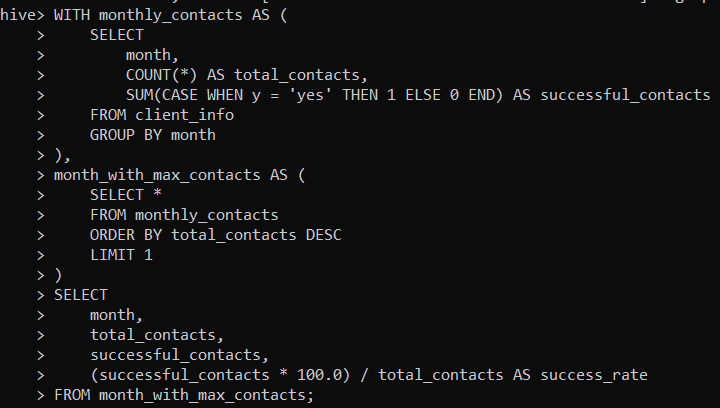 hive> WITH monthly_contacts AS (
    >     SELECT
    >         month,
    >         COUNT(*) AS total_contacts,
    >         SUM(CASE WHEN y = 'yes' THEN 1 ELSE 0 END) AS successful_contacts
    >     FROM client_info
    >     GROUP BY month
    > ),
    > month_with_max_contacts AS (
    >     SELECT *
    >     FROM monthly_contacts
    >     ORDER BY total_contacts DESC
    >     LIMIT 1
    > )
    > SELECT
    >     month,
    >     total_contacts,
    >     successful_contacts,
    >     (successful_contacts * 100.0) / total_contacts AS success_rate
    > FROM month_with_max_contacts;